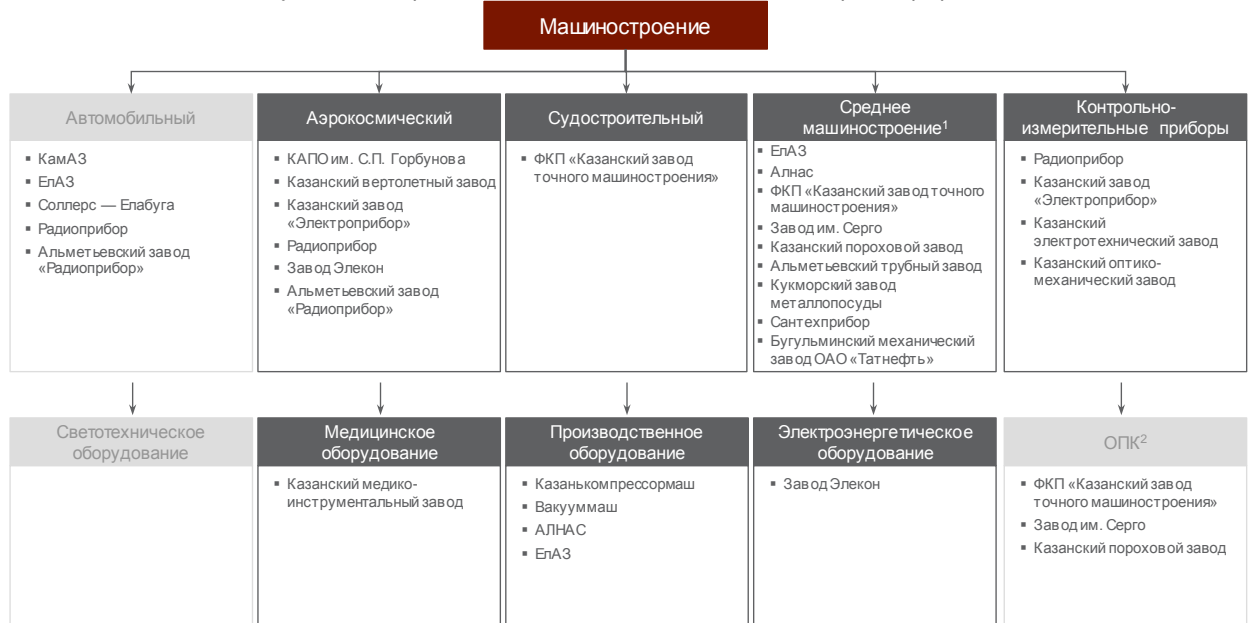 Машиностроение
Автомобильный
▪ КамАЗ
▪ ЕлАЗ
▪ Соллерс — Елабуга
▪ Радиоприбор
▪ Альметьевский завод
«Радиоприбор»
Аэрокосмический
▪ КАПО им. С.П. Горбунова
▪ Казанский вертолетный завод
▪ Казанский завод
«Электроприбор»
▪ Радиоприбор
▪ Завод Элекон
▪ Альметьевский завод
«Радиоприбор»
Судостроительный
▪ ФКП «Казанский завод
точного машиностроения»
Среднее
машиностроение¹
▪ ЕлАЗ
▪ Алнас
▪ ФКП «Казанский завод точного
машиностроения»
▪ Завод им. Серго
▪ Казанский пороховой завод
▪ Альметьевский трубный завод
▪ Кукморский завод
металлопосуды
▪ Сантехприбор
▪ Бугульминский механический
завод ОАО «Татнефть»
Контрольно-
измерительные приборы
▪ Радиоприбор
▪ Казанский завод
«Электроприбор»
▪ Казанский
электротехнический завод
▪ Казанский оптико-
механический завод
Светотехническое
оборудование
Медицинское
оборудование
▪ Казанский медико-
инструментальный завод
Производственное
оборудование
▪ Казанькомпрессормаш
▪ Вакууммаш
▪ АЛНАС
▪ ЕлАЗ
Электроэнергетическое
оборудование
▪ Завод Элекон
ОПК²
▪ ФКП «Казанский завод
точного машиностроения»
▪ Завод им. Серго
▪ Казанский пороховой завод